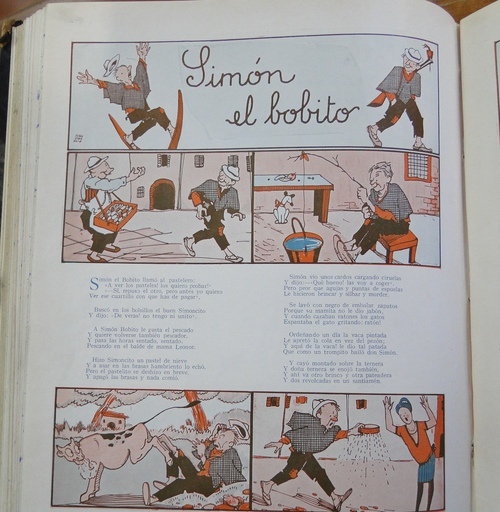 Simón
el bobito
Simón el Bobito llamó al pastelero:
—¡A ver los pasteles! los quiero probar!
—Sí, repuso el otro, pero antes yo quiero
Ver ese cuartillo con que has de pagar".
Buscó en los bolsillos el buen Simoncito
Y dijo: ¡De veras! no tengo ni unito".
A Simón Bobito le gusta el pescado
Y quiere volverse también pescador,
Y pasa las horas sentado, sentado,
Pescando en el balde de mamá Leonor.
Hizo Simoncito un pastel de nieve
Y a asar en las brasas hambriento lo echó,
Pero el pastelito se deshizo en breve,
Y apagó las brasas y nada comió.
Simón vio unos cardos cargando ciruelas
Y dijo:—¡Qué bueno! las voy a coger".
Pero peor que agujas y puntas de espuelas
Le hicieron brincar y silbar y morder.
Se lavó con negro de embolar zapatos
Porque su mamita no le dio jabón,
Y cuando cazaban ratones los gatos
Espantaba el gato gritando: ratón!
Ordeñando un día la vaca pintada
Le apretó la cola en vez del pezón;
Y aquí de la vaca! le dio tal patada
Que como un trompito bailó don Simón.
Y cayó montado sobre la ternera
Y doña ternera se enojó también,
Y ahí va otro brinco y otra pateadera
Y dos revolcadas en un santiamén.